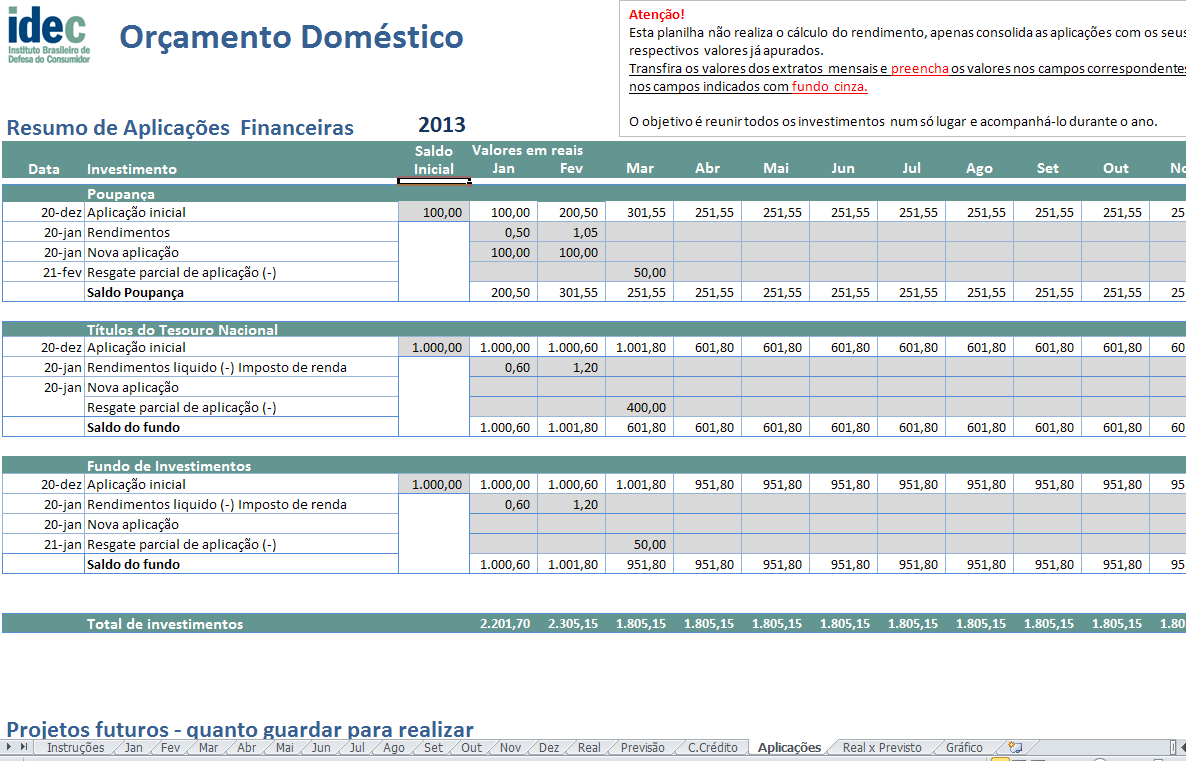 idec
Instituto Brasileiro de
Defesa do Consumidor
Orçamento Doméstico
Atenção!
Esta planilha não realiza o cálculo do rendimento, apenas consolida as aplicações com os seus
respectivos valores já apurados.
Transfira os valores dos extratos mensais e preencha os valores nos campos correspondentes
nos campos indicados com fundo cinza.
O objetivo é reunir todos os investimentos num só lugar e acompanhá-lo durante o ano.
Resumo de Aplicações Financeiras 2013
Saldo Valores em reais
Data Investimento Inicial Jan Fev Mar Abr Mai Jun Jul Ago Set Out No
Poupança
20-dez Aplicação inicial 100,00 100,00 200,50 301,55 251,55 251,55 251,55 251,55 251,55 251,55 251,55 25
20-jan Rendimentos 0,50 1,05
20-jan Nova aplicação 100,00 100,00
21-fev Resgate parcial de aplicação (-) 50,00
Saldo Poupança 200,50 301,55 251,55 251,55 251,55 251,55 251,55 251,55 251,55 251,55 25
Títulos do Tesouro Nacional
20-dez Aplicação inicial 1.000,00 1.000,00 1.000,60 1.001,80 601,80 601,80 601,80 601,80 601,80 601,80 601,80 60
20-jan Rendimentos liquido (-) Imposto de renda 0,60 1,20
20-jan Nova aplicação
Resgate parcial de aplicação (-) 400,00
Saldo do fundo 1.000,60 1.001,80 601,80 601,80 601,80 601,80 601,80 601,80 601,80 601,80 60
Fundo de Investimentos
20-dez Aplicação inicial 1.000,00 1.000,00 1.000,60 1.001,80 951,80 951,80 951,80 951,80 951,80 951,80 951,80 95
20-jan Rendimentos liquido (-) Imposto de renda 0,60 1,20
20-jan Nova aplicação
21-jan Resgate parcial de aplicação (-) 50,00
Saldo do fundo 1.000,60 1.001,80 951,80 951,80 951,80 951,80 951,80 951,80 951,80 951,80 95
Total de investimentos 2.201,70 2.305,15 1.805,15 1.805,15 1.805,15 1.805,15 1.805,15 1.805,15 1.805,15 1.805,15 1.80
Projetos futuros - quanto guardar para realizar
Instruções Jan Fev Mar Abr Mai Jun Jul Ago Set Out Nov Dez Real Previsão C.Crédito Aplicações Real x Previsto Gráfico